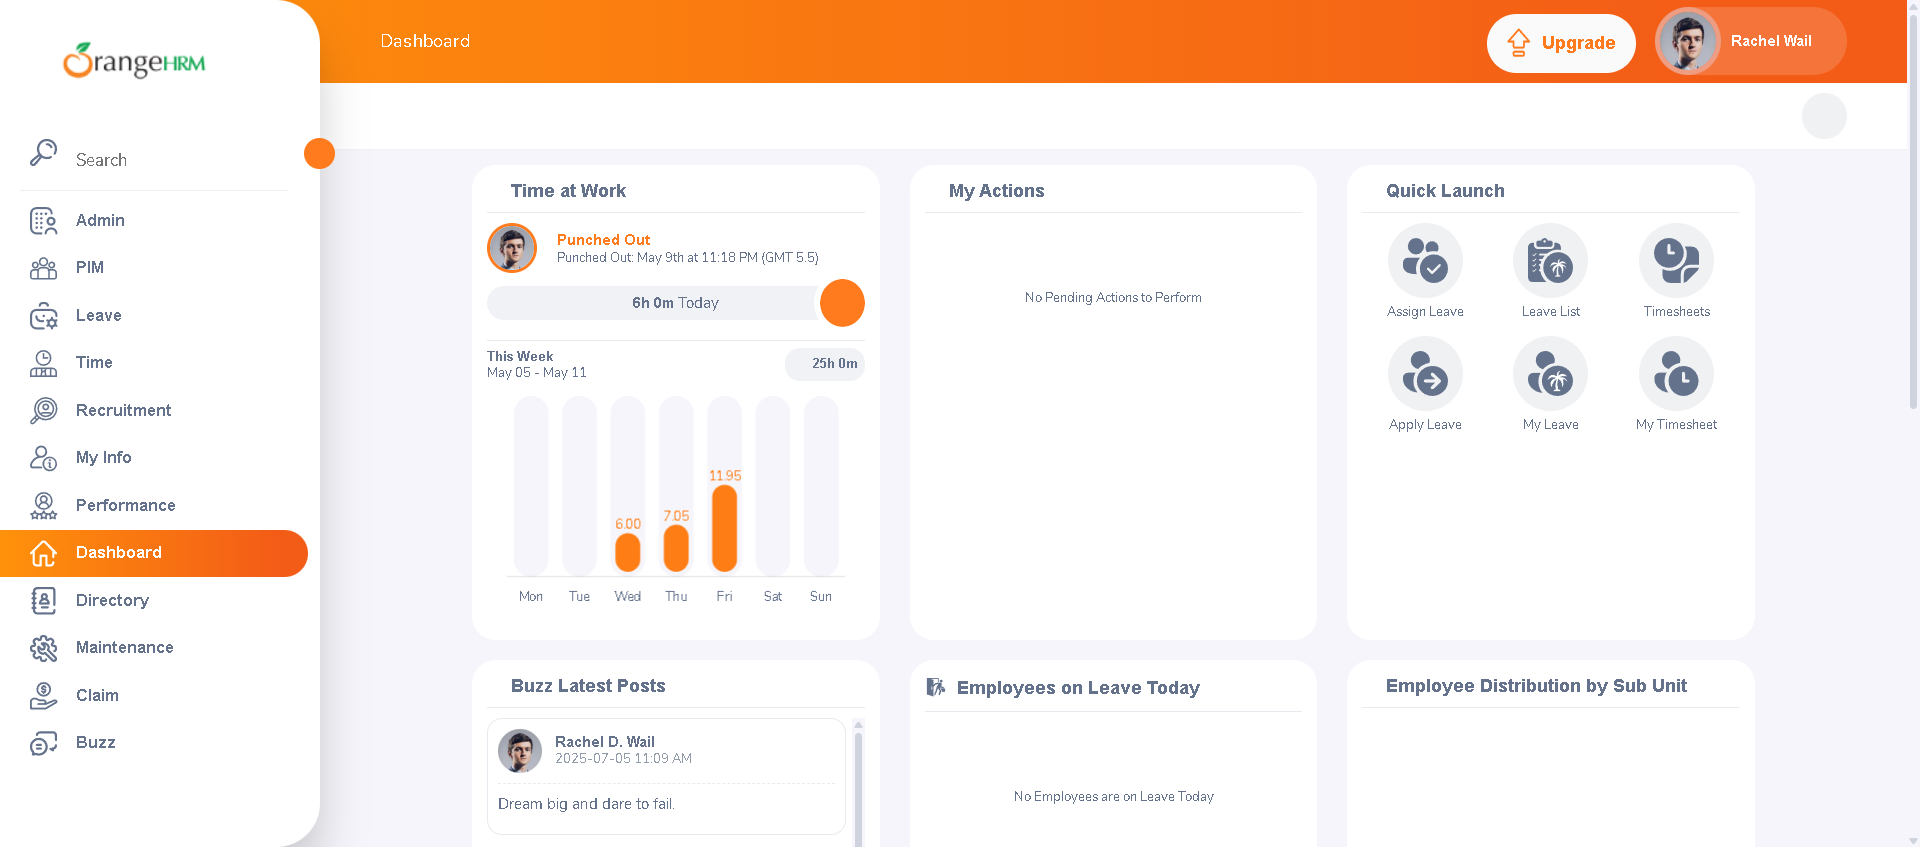 OrangeHRM
Search
Admin
PIM
Leave
Time
Recruitment
My Info
Performance
Dashboard
Directory
Maintenance
Claim
Buzz
Dashboard
Upgrade
Rachel Wail
Time at Work
Punched Out
Punched Out: May 9th at 11:18 PM (GMT 5.5)
6h 0m Today
This Week
May 05 - May 11
25h 0m
11.95
7.05
6.00
Mon Tue Wed Thu Fri Sat Sun
My Actions
No Pending Actions to Perform
Quick Launch
Assign Leave
Leave List
Timesheets
Apply Leave
My Leave
My Timesheet
Buzz Latest Posts
Rachel D. Wail
2025-07-05 11:09 AM
Dream big and dare to fail.
Employees on Leave Today
No Employees are on Leave Today
Employee Distribution by Sub Unit